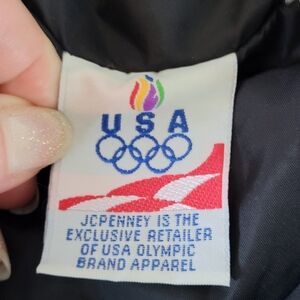 USA
JCPENNEY IS THE
EXCLUSIVE RETAILER
OF USA OLYMPIC
BRAND APPAREL